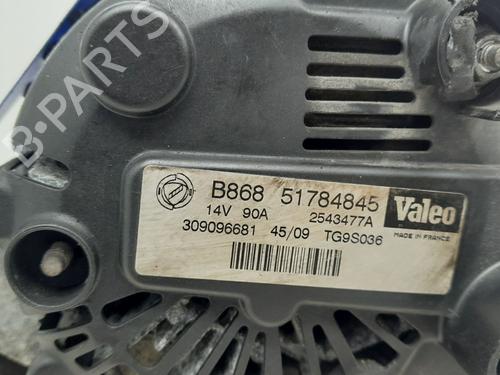 B-PARTS
B868 51784845
14V 90A 2543477A
309096681 45/09 TG9S036
Valeo
MADE IN FRANCE